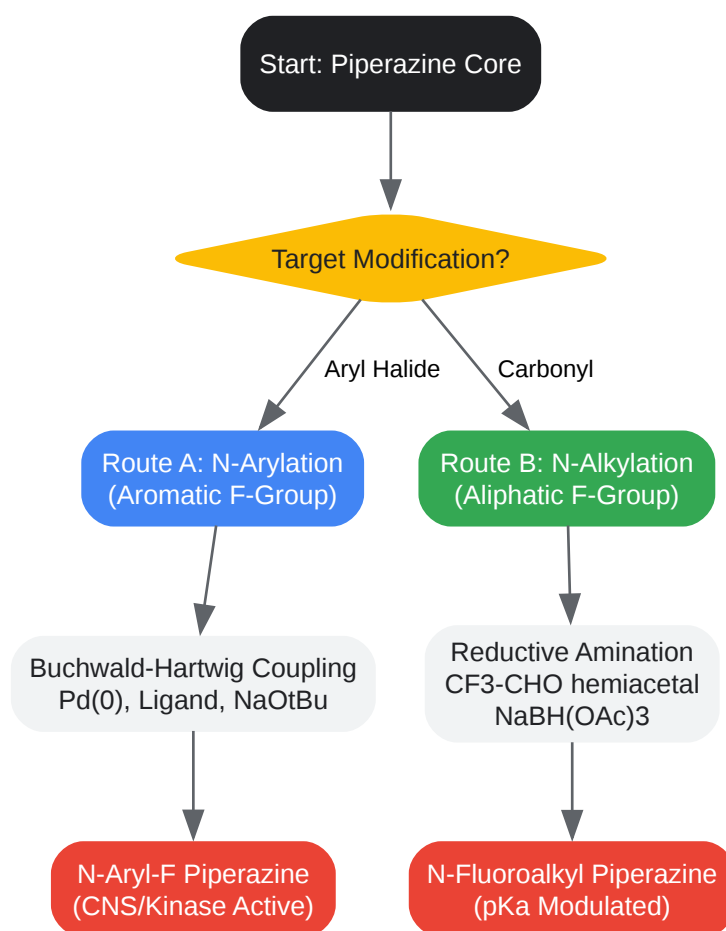 Start: Piperazine Core
Target Modification?
Aryl Halide
Carbonyl
Route A: N-Arylation
(Aromatic F-Group)
Route B: N-Alkylation
(Aliphatic F-Group)
Buchwald-Hartwig Coupling
Pd(0), Ligand, NaOtBu
Reductive Amination
CF3-CHO hemiacetal
NaBH(OAc)3
N-Aryl-F Piperazine
(CNS/Kinase Active)
N-Fluoroalkyl Piperazine
(pKa Modulated)